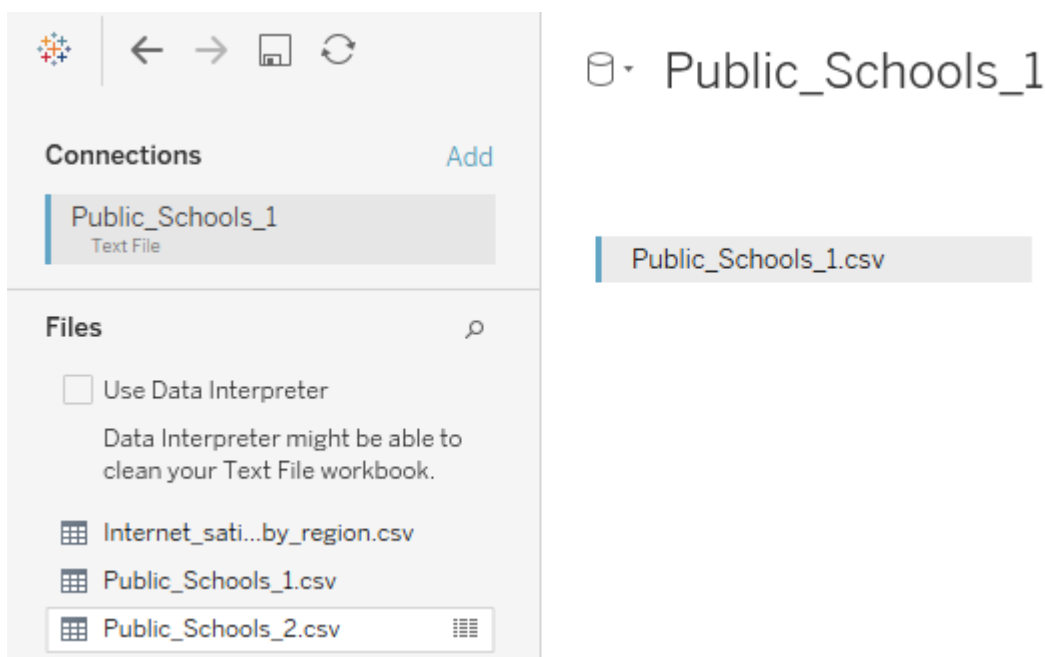 Public_Schools_1
Connections
Add
Public_Schools_1
Text File
Public_Schools_1.csv
Files
Use Data Interpreter
Data Interpreter might be able to
clean your Text File workbook.
Internet_sati...by_region.csv
Public_Schools_1.csv
Public_Schools_2.csv